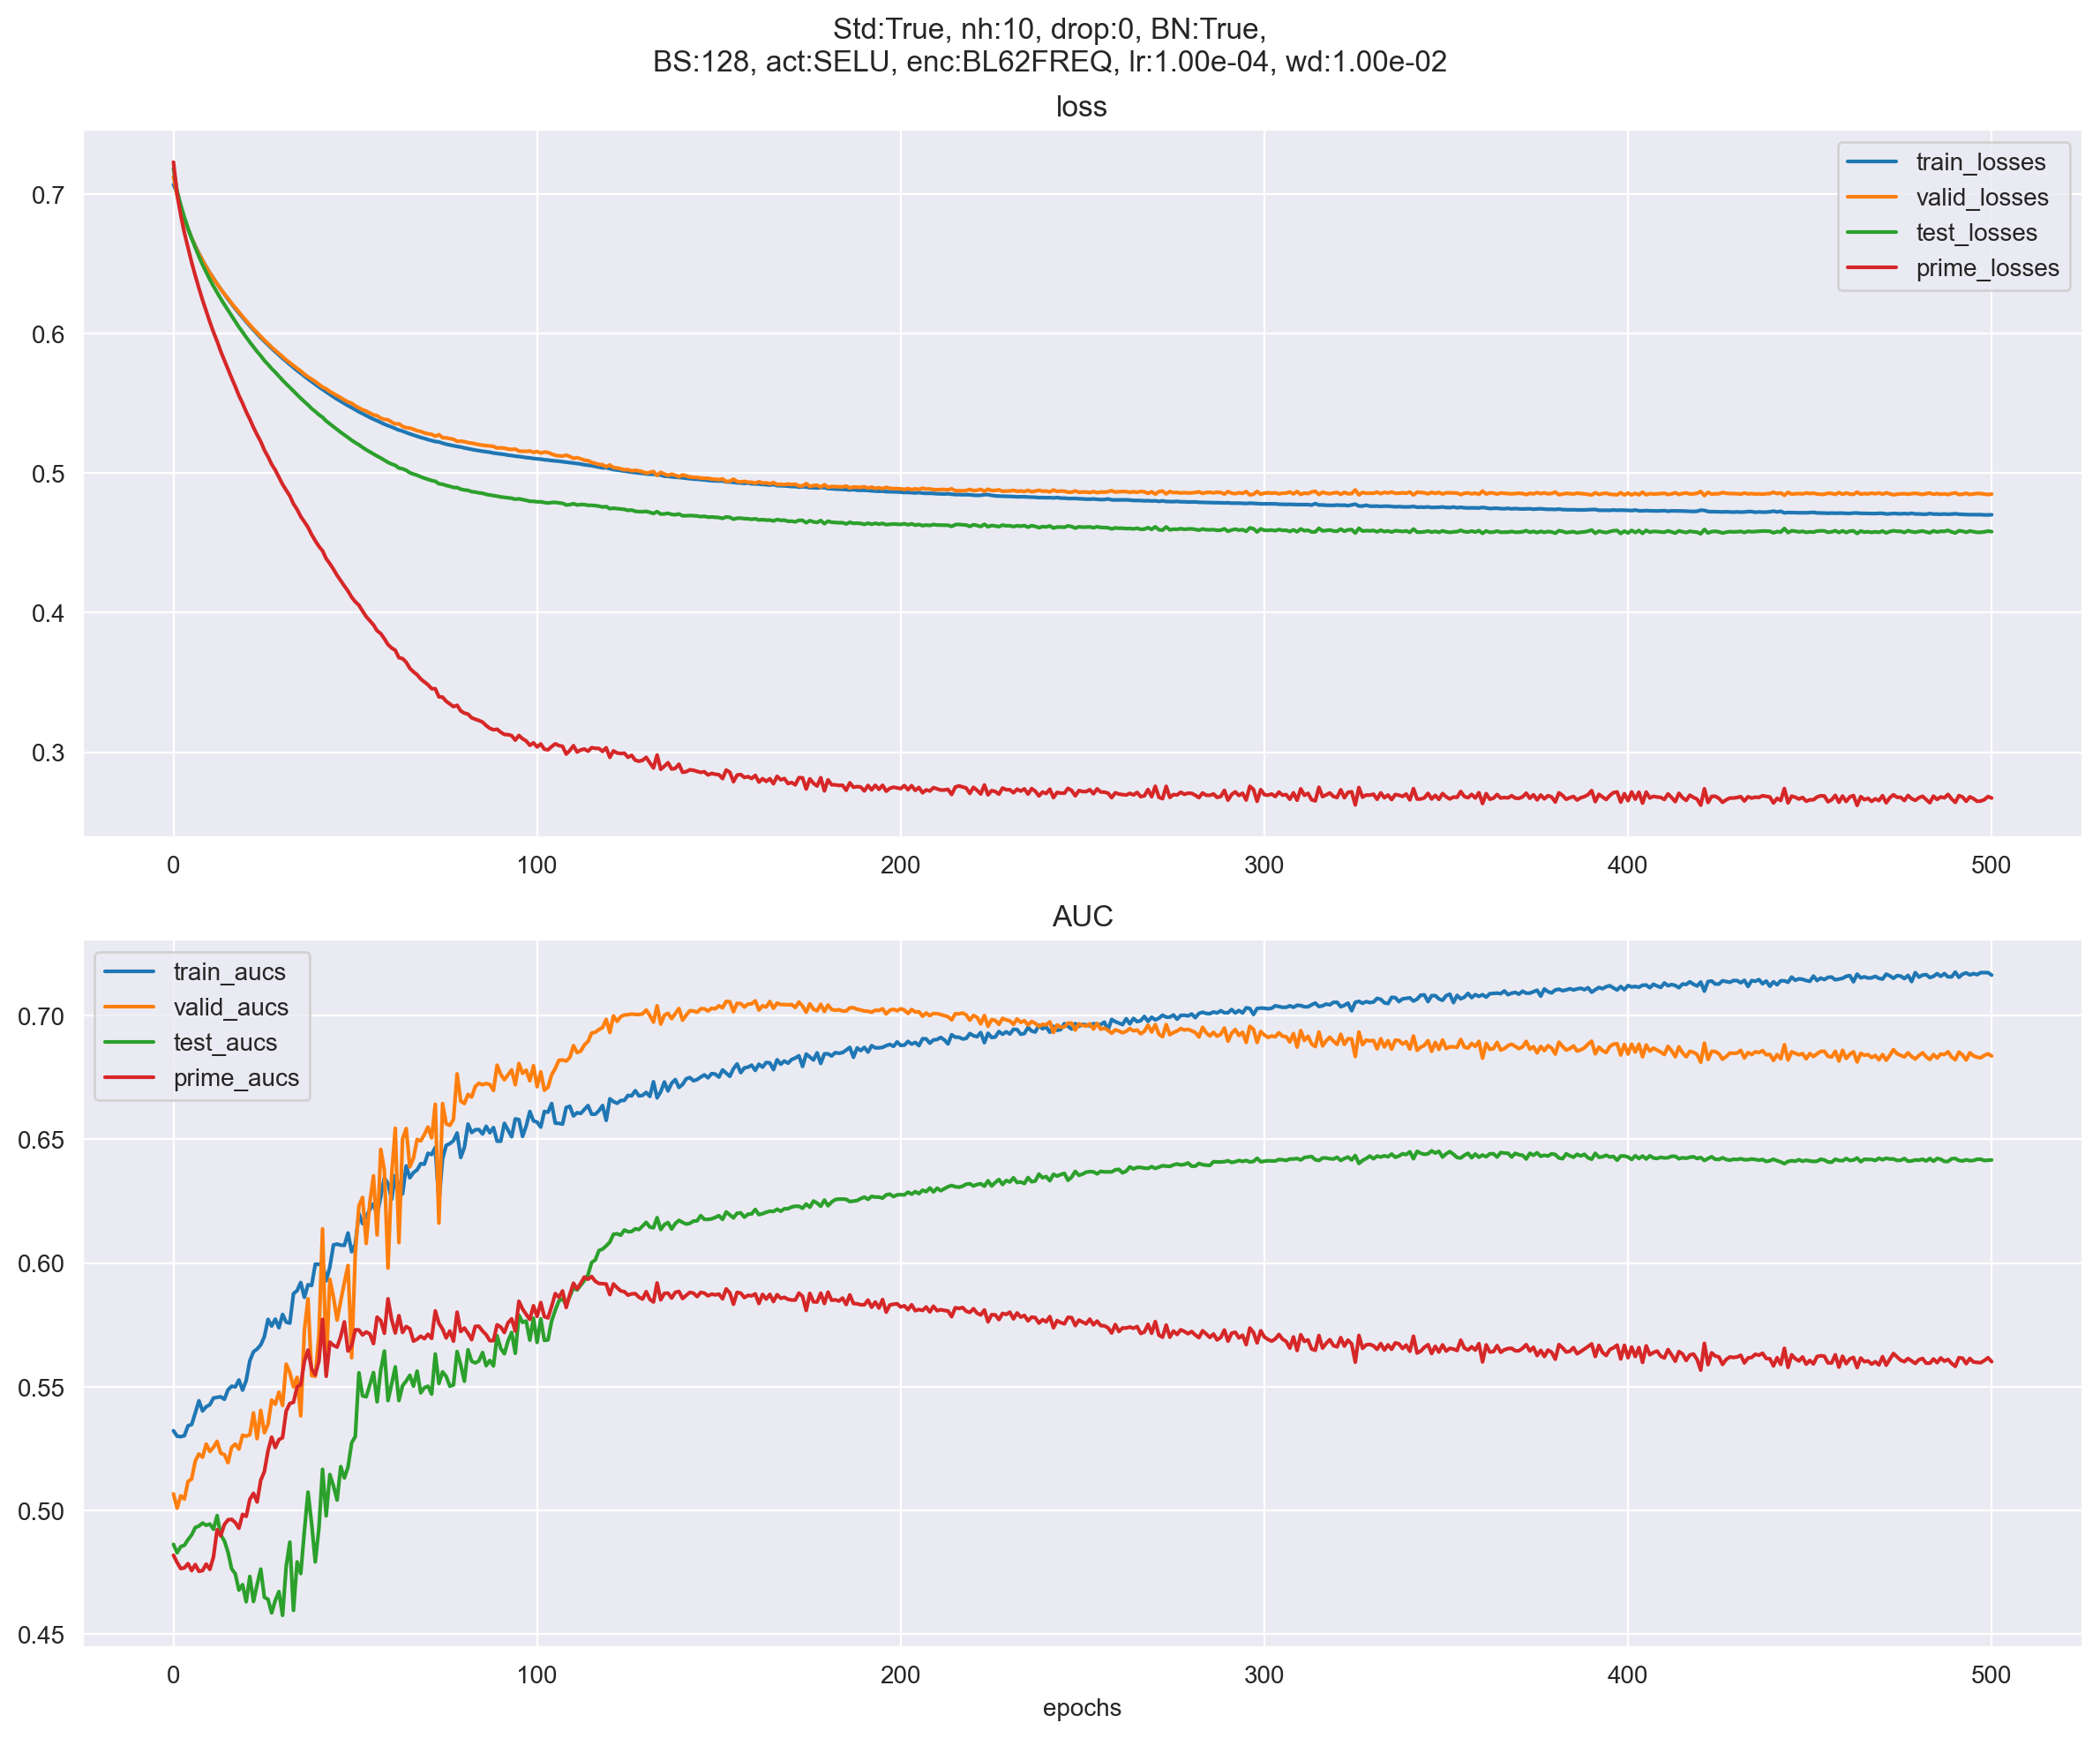 Std:True, nh:10, drop:0, BN:True,
BS:128, act:SELU, enc:BL62FREQ, lr:1.00e-04, wd:1.00e-02
loss
0.7
0.6
0.5
0.4
0.3
train_losses
valid_losses
test_losses
prime_losses
0 100 200 300 400 500
AUC
train_aucs
valid_aucs
test_aucs
prime_aucs
0.70
0.65
0.60
0.55
0.50
0.45
0 100 200 300 400 500
epochs